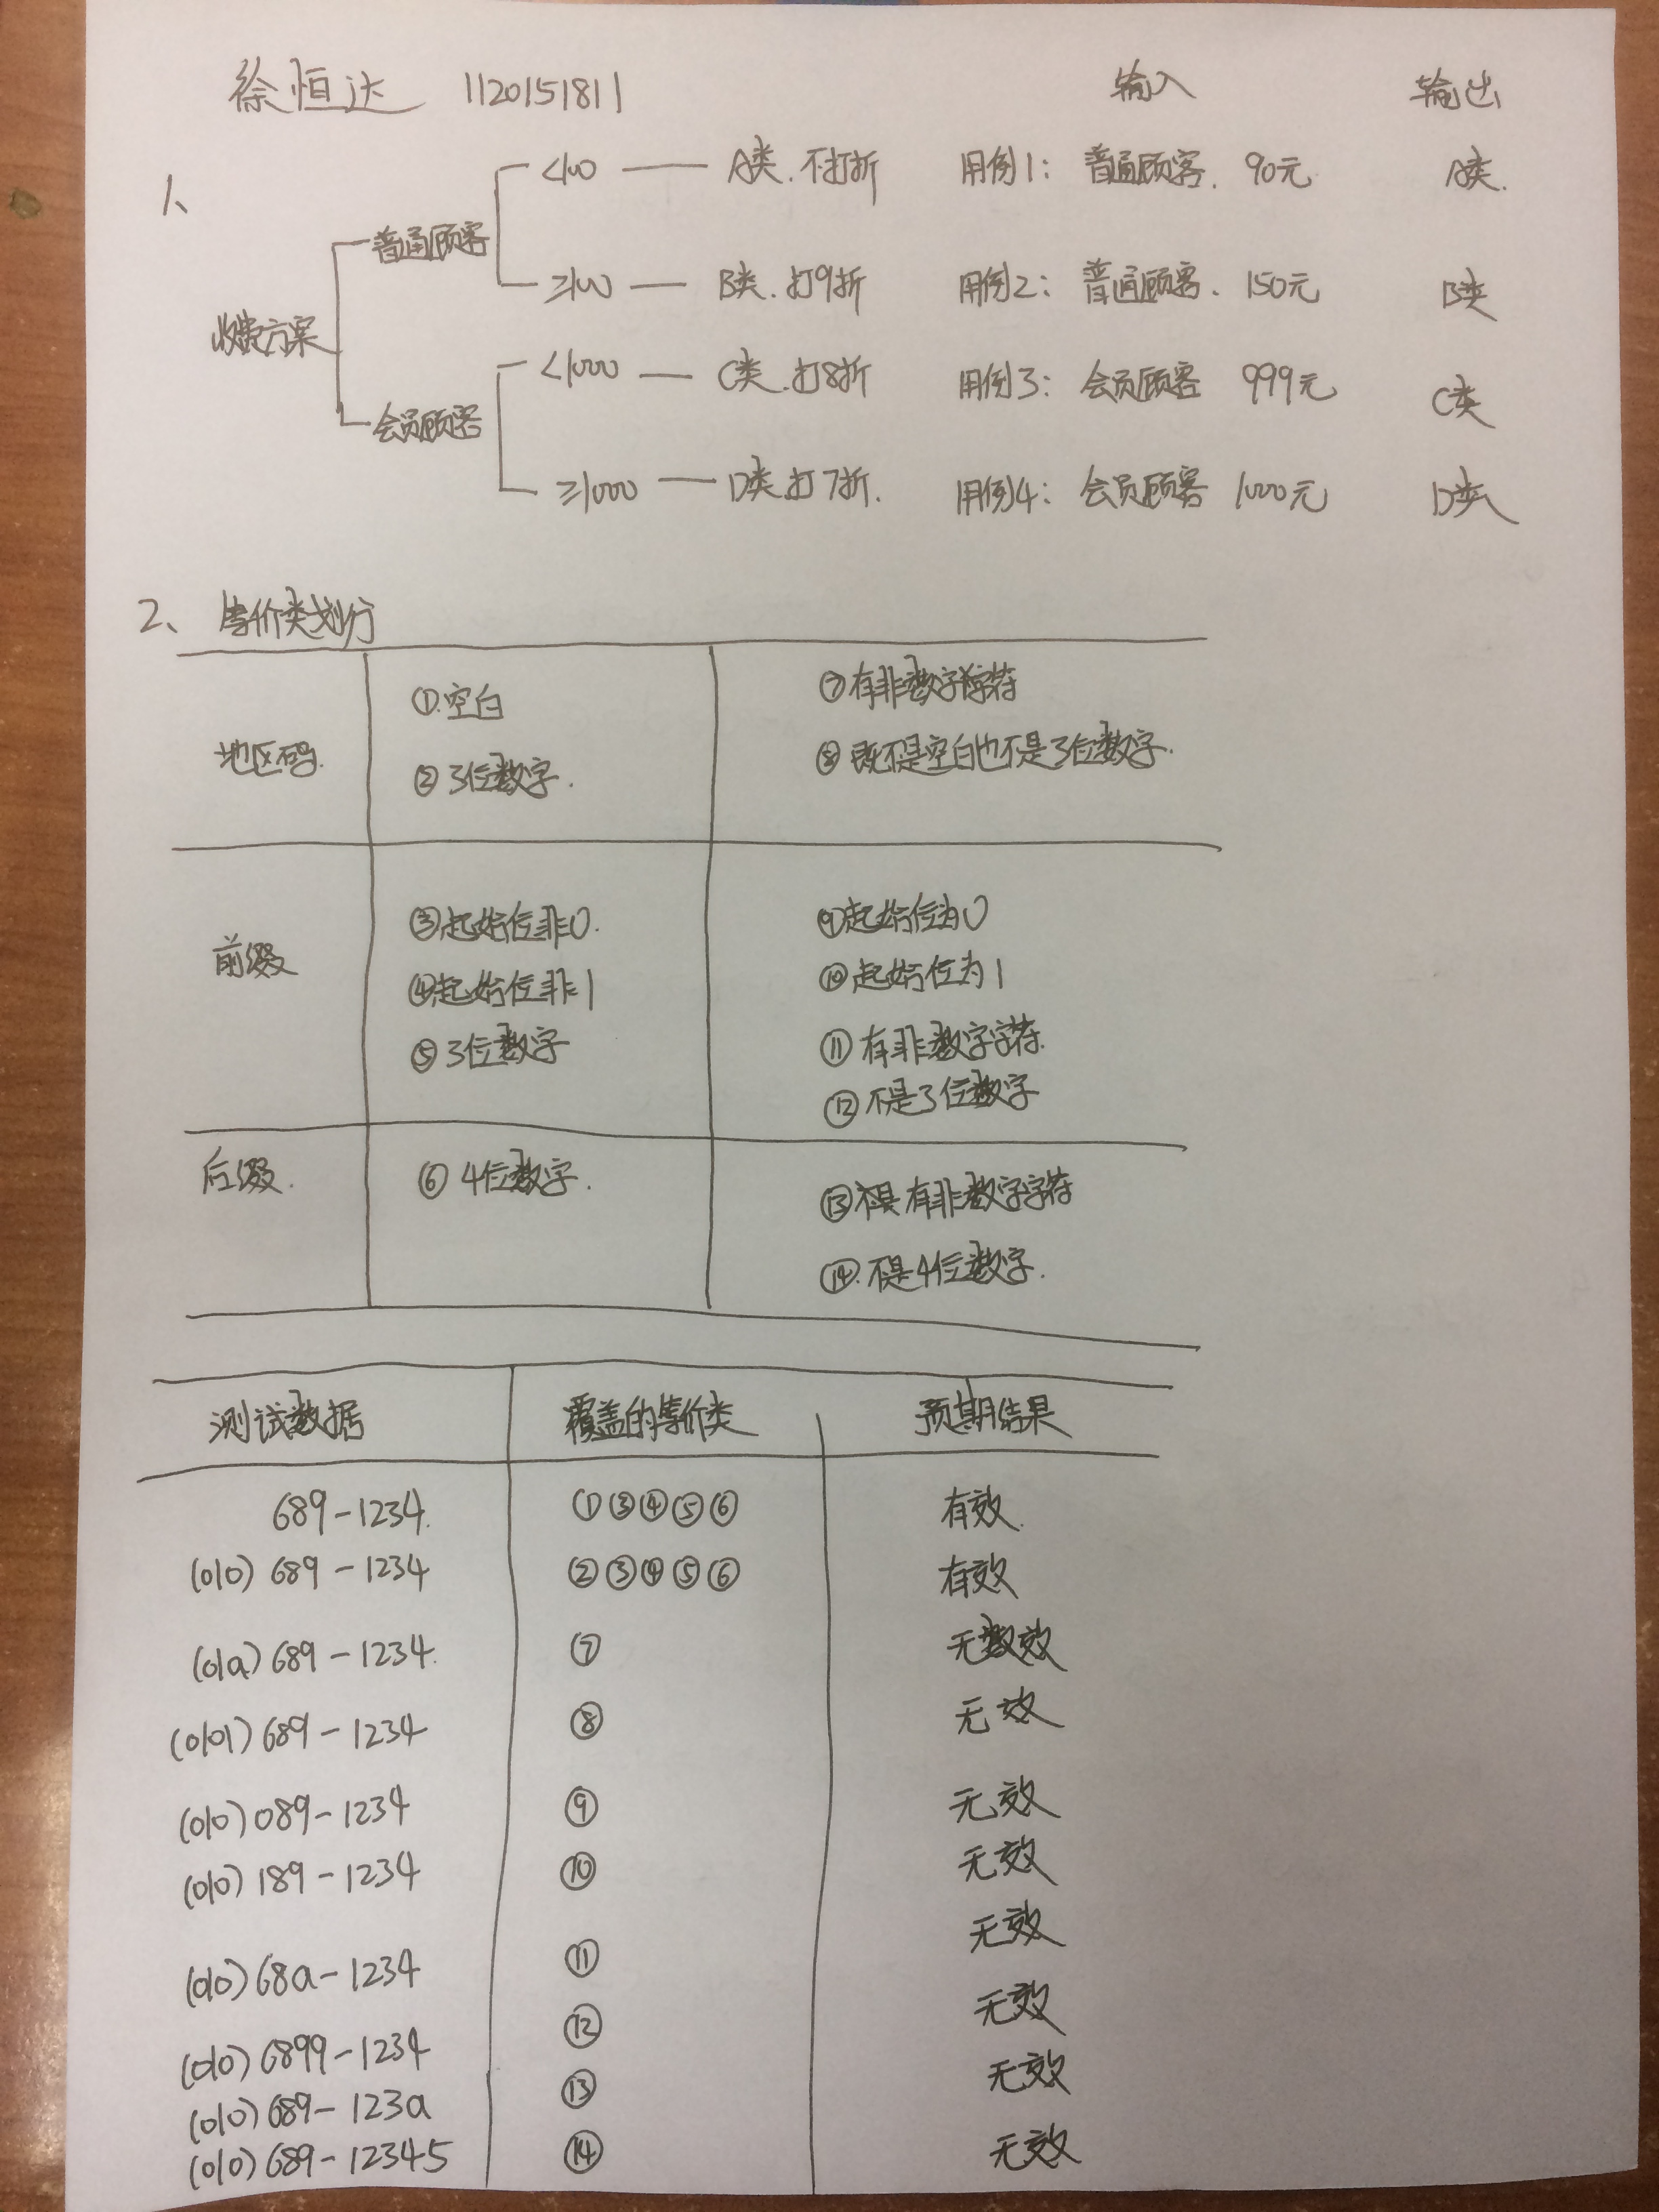 徐恒达 1120151811 输入 输出
1、
<100 —— A类.不打折 用例1: 普通顾客. 90元 A类.
普通顾客
≥100 —— B类.打9折 用例2: 普通顾客. 150元 B类
收费方案
<1000 —— C类.打8折 用例3: 会员顾客 999元 C类
会员顾客
≥1000 —— D类.打7折. 用例4: 会员顾客 1000元 D类
2、等价类划分
地区码.
①.空白
②3位数字.
⑦有非数字字符
⑧既不是空白也不是3位数字.
前缀
③起始位非0.
④起始位非1
⑤3位数字
⑨起始位为0
⑩起始位为1
⑪有非数字字符.
⑫不是3位数字
后缀.
⑥4位数字.
⑬有非数字字符
⑭.不是4位数字.
测试数据 覆盖的等价类 预期结果
689-1234. ①③④⑤⑥ 有效.
(010)689-1234 ②③④⑤⑥ 有效
(01a)689-1234. ⑦ 无效
(0101)689-1234 ⑧ 无效
(010)089-1234 ⑨ 无效
(010)189-1234 ⑩ 无效
(010)68a-1234 ⑪ 无效
(010)6899-1234 ⑫ 无效
(010)689-123a ⑬ 无效
(010)689-12345 ⑭ 无效